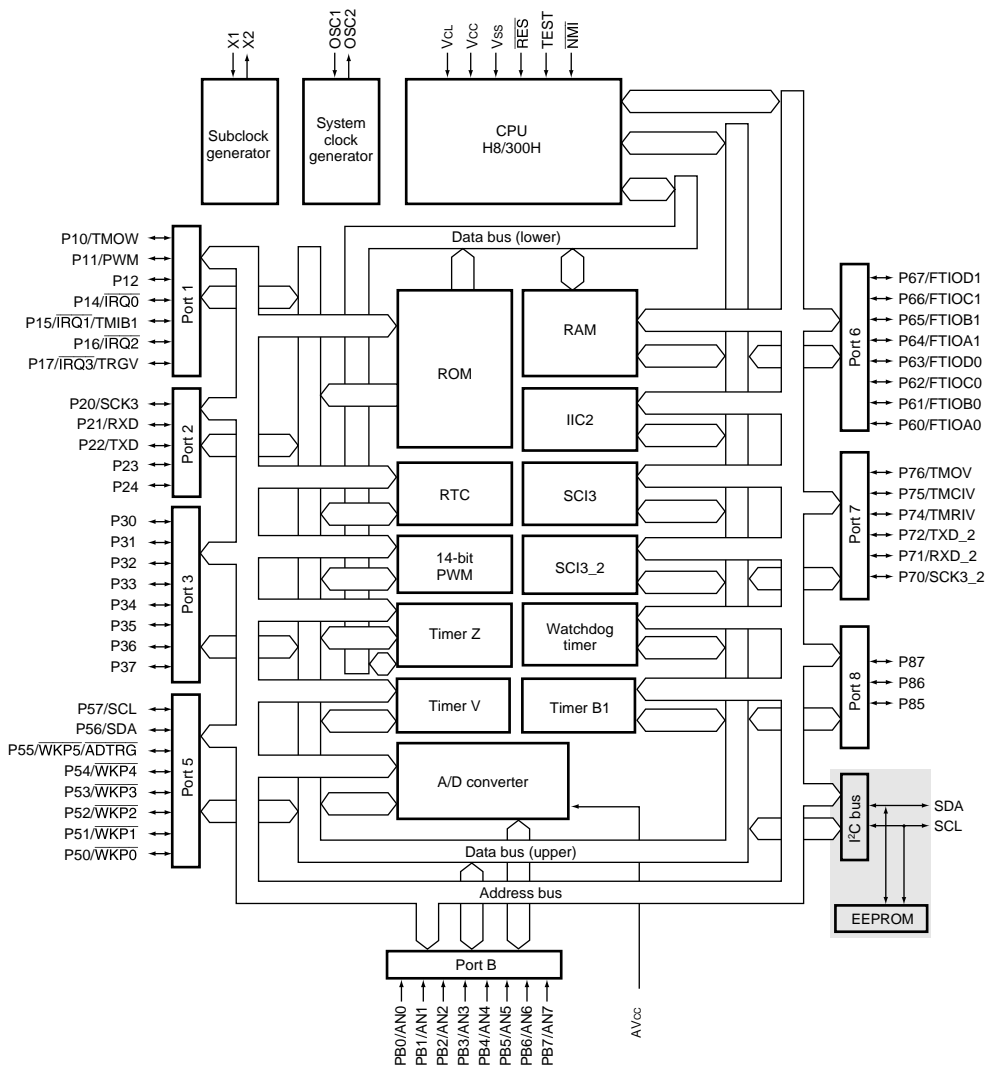 X1
X2
OSC1
OSC2
VCL
VCC
VSS
RES
TEST
NMI
Subclock
generator
System
clock
generator
CPU
H8/300H
Data bus (lower)
P10/TMOW
P11/PWM
P12
P14/IRQ0
P15/IRQ1/TMIB1
P16/IRQ2
P17/IRQ3/TRGV
Port 1
P20/SCK3
P21/RXD
P22/TXD
P23
P24
Port 2
P30
P31
P32
P33
P34
P35
P36
P37
Port 3
P57/SCL
P56/SDA
P55/WKP5/ADTRG
P54/WKP4
P53/WKP3
P52/WKP2
P51/WKP1
P50/WKP0
Port 5
ROM
RAM
IIC2
RTC
SCI3
14-bit
PWM
SCI3_2
Timer Z
Watchdog
timer
Timer V
Timer B1
A/D converter
Port 6
P67/FTIOD1
P66/FTIOC1
P65/FTIOB1
P64/FTIOA1
P63/FTIOD0
P62/FTIOC0
P61/FTIOB0
P60/FTIOA0
Port 7
P76/TMOV
P75/TMCIV
P74/TMRIV
P72/TXD_2
P71/RXD_2
P70/SCK3_2
Port 8
P87
P86
P85
I²C bus
SDA
SCL
EEPROM
Data bus (upper)
Address bus
Port B
PB0/AN0
PB1/AN1
PB2/AN2
PB3/AN3
PB4/AN4
PB5/AN5
PB6/AN6
PB7/AN7
AVCC